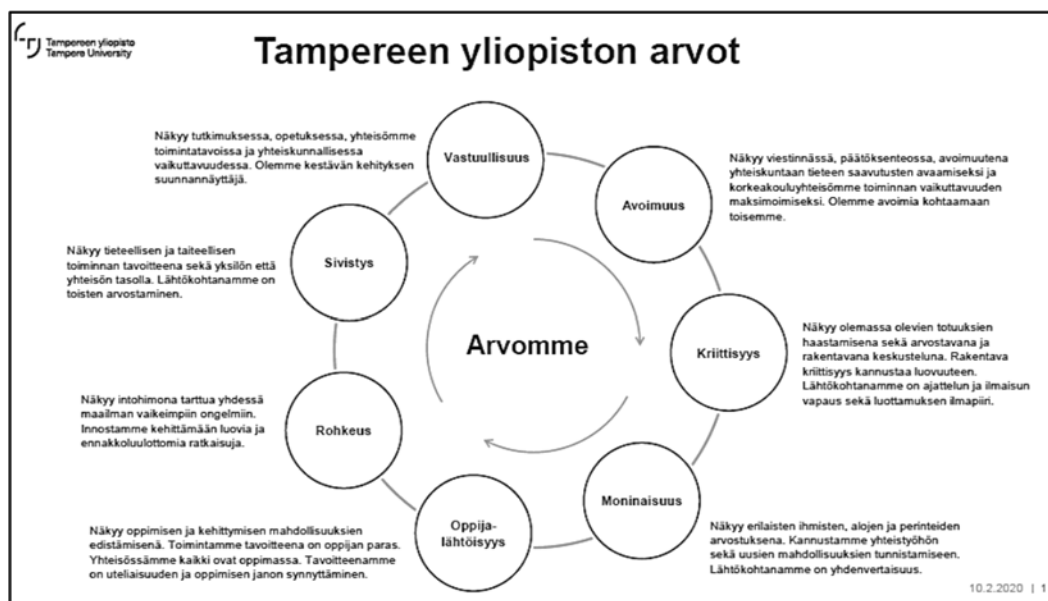 Tampereen yliopisto
Tampere University
Tampereen yliopiston arvot
Näkyy tutkimuksessa, opetuksessa, yhteisömme
toimintatavoissa ja yhteiskunnallisessa
vaikuttavuudessa. Olemme kestävän kehityksen
suunnannäyttäjä.
Vastuullisuus
Avoimuus
Näkyy viestinnässä, päätöksenteossa, avoimuutena
yhteiskuntaan tieteen saavutusten avaamiseksi ja
korkeakouluyhteisömme toiminnan vaikuttavuuden
maksimoimiseksi. Olemme avoimia kohtaamaan
toisemme.
Näkyy tieteellisen ja taiteellisen
toiminnan tavoitteena sekä yksilön että
yhteisön tasolla. Lähtökohtanamme on
toisten arvostaminen.
Sivistys
Arvomme
Kriittisyys
Näkyy olemassa olevien totuuksien
haastamisena sekä arvostavana ja
rakentavana keskusteluna. Rakentava
kriittisyys kannustaa luovuuteen.
Lähtökohtanamme on ajattelun ja ilmaisun
vapaus sekä luottamuksen ilmapiiri.
Näkyy intohimona tarttua yhdessä
maailman vaikeimpiin ongelmiin.
Innostamme kehittämään luovia ja
ennakkoluulottomia ratkaisuja.
Rohkeus
Moninaisuus
Näkyy erilaisten ihmisten, alojen ja perinteiden
arvostuksena. Kannustamme yhteistyöhön
sekä uusien mahdollisuuksien tunnistamiseen.
Lähtökohtanamme on yhdenvertaisuus.
Oppija-
lähtöisyys
Näkyy oppimisen ja kehittymisen mahdollisuuksien
edistämisenä. Toimintamme tavoitteena on oppijan paras.
Yhteisössämme kaikki ovat oppimassa. Tavoitteenamme
on uteliaisuuden ja oppimisen janon synnyttäminen.
10.2.2020 | 1